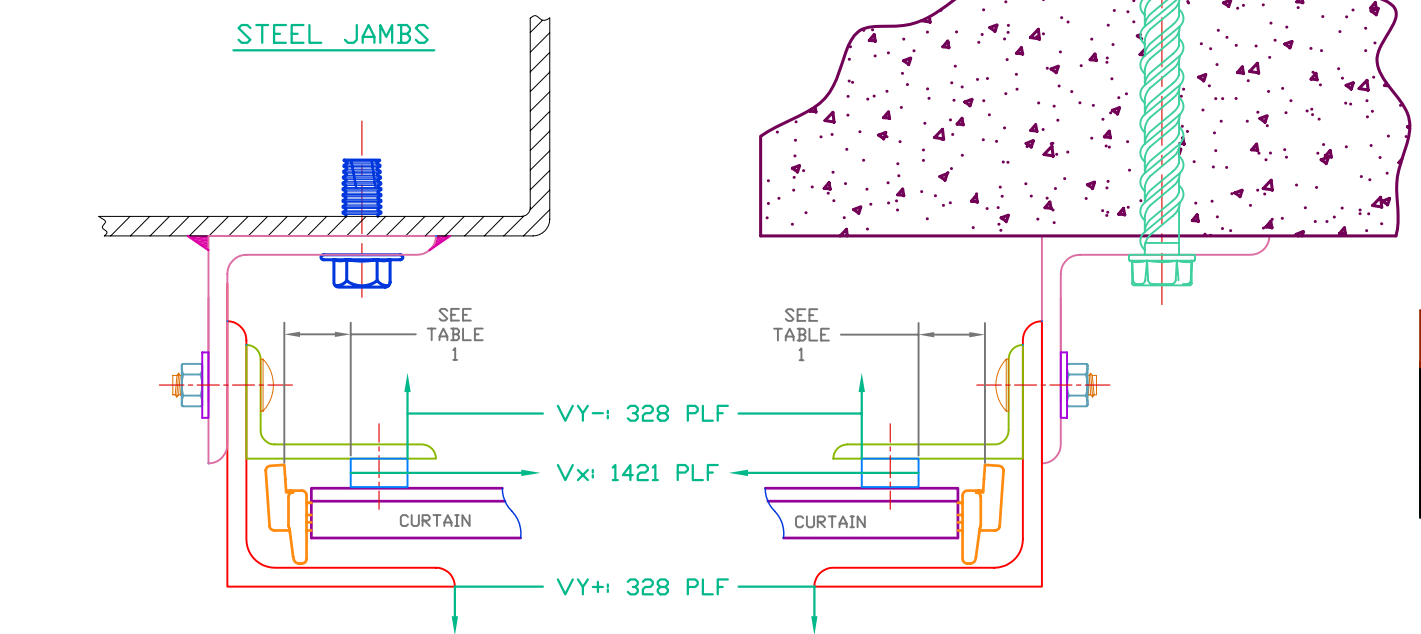 STEEL JAMBS
SEE
TABLE
1
SEE
TABLE
1
VY-: 328 PLF
Vx: 1421 PLF
CURTAIN
CURTAIN
VY+: 328 PLF